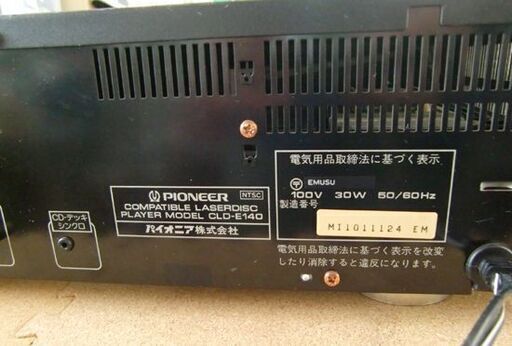 PIONEER NTSC
COMPATIBLE LASERDISC
PLAYER MODEL CLD-E140
パイオニア株式会社
CD-デッキ
シンクロ
電気用品取締法に基づく表示
EMUSU
100V 30W 50/60Hz
製造番号
MI1011124 EM
電気用品取締法に基づく表示を改変
したり消除すると違反になります。